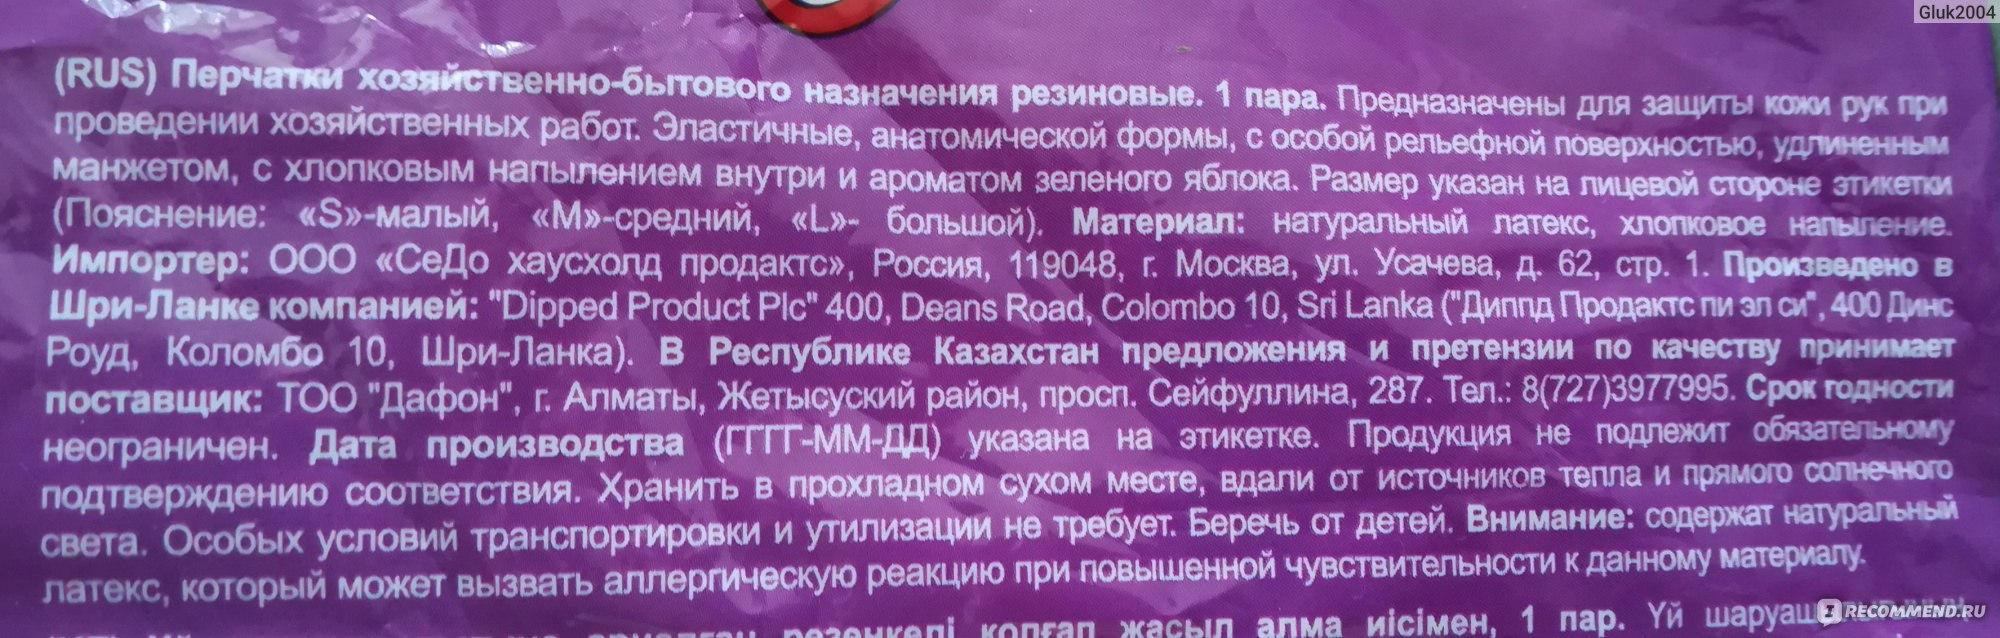 Gluk2004
(RUS) Перчатки хозяйственно-бытового назначения резиновые. 1 пара. Предназначены для защиты кожи рук при
проведении хозяйственных работ. Эластичные, анатомической формы, с особой рельефной поверхностью, удлиненным
манжетом, с хлопковым напылением внутри и ароматом зеленого яблока. Размер указан на лицевой стороне этикетки
(Пояснение: «S»-малый, «M»-средний, «L»- большой). Материал: натуральный латекс, хлопковое напыление.
Импортер: ООО «СеДо хаусхолд продактс», Россия, 119048, г. Москва, ул. Усачева, д. 62, стр. 1. Произведено в
Шри-Ланке компанией: "Dipped Product Plc" 400, Deans Road, Colombo 10, Sri Lanka ("Диппд Продактс пи эл си", 400 Динс
Роуд, Коломбо 10, Шри-Ланка). В Республике Казахстан предложения и претензии по качеству принимает
поставщик: ТОО "Дафон", г. Алматы, Жетысуский район, просп. Сейфуллина, 287. Тел.: 8(727)3977995. Срок годности
неограничен. Дата производства (ГГГГ-ММ-ДД) указана на этикетке. Продукция не подлежит обязательному
подтверждению соответствия. Хранить в прохладном сухом месте, вдали от источников тепла и прямого солнечного
света. Особых условий транспортировки и утилизации не требует. Беречь от детей. Внимание: содержат натуральный
латекс, который может вызвать аллергическую реакцию при повышенной чувствительности к данному материалу.
резеңкелі қолғап жасыл алма иісімен, 1 пар. Үй
IRECOMMEND.RU